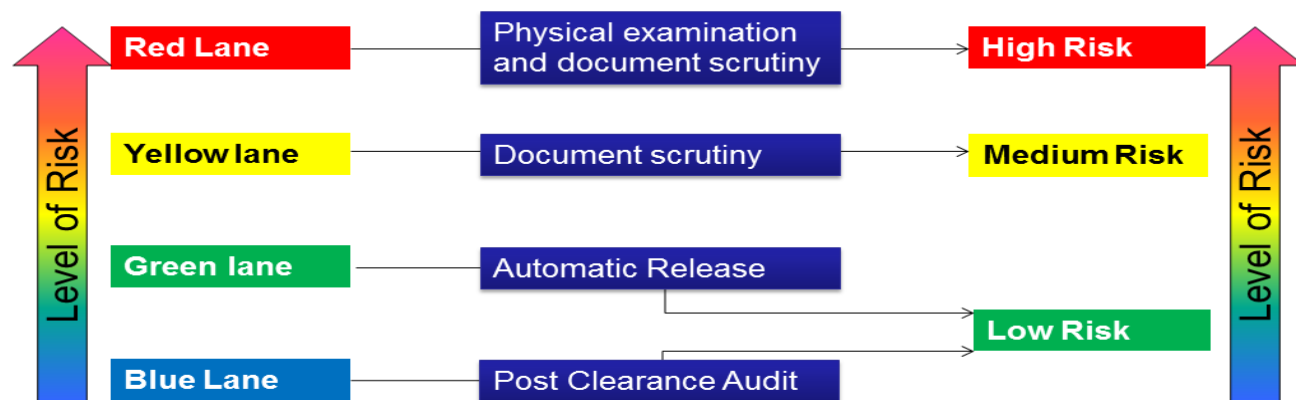 Level of Risk
Red Lane
Physical examination
and document scrutiny
High Risk
Yellow lane
Document scrutiny
Medium Risk
Green lane
Automatic Release
Low Risk
Blue Lane
Post Clearance Audit
Level of Risk